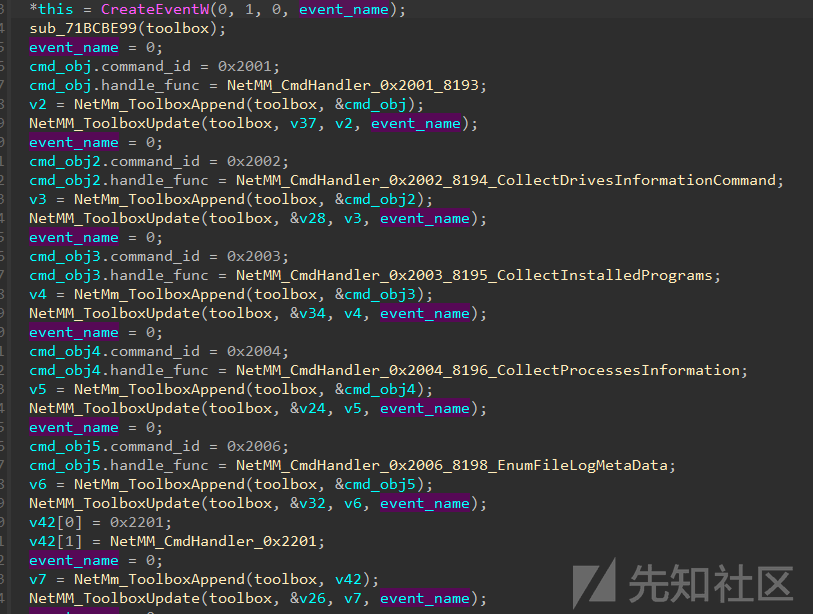 *this = CreateEventW(0, 1, 0, event_name);
sub_71BCBE99(toolbox);
event_name = 0;
cmd_obj.command_id = 0x2001;
cmd_obj.handle_func = NetMM_CmdHandler_0x2001_8193;
v2 = NetMm_ToolboxAppend(toolbox, &cmd_obj);
NetMM_ToolboxUpdate(toolbox, v37, v2, event_name);
event_name = 0;
cmd_obj2.command_id = 0x2002;
cmd_obj2.handle_func = NetMM_CmdHandler_0x2002_8194_CollectDrivesInformationCommand;
v3 = NetMm_ToolboxAppend(toolbox, &cmd_obj2);
NetMM_ToolboxUpdate(toolbox, &v28, v3, event_name);
event_name = 0;
cmd_obj3.command_id = 0x2003;
cmd_obj3.handle_func = NetMM_CmdHandler_0x2003_8195_CollectInstalledPrograms;
v4 = NetMm_ToolboxAppend(toolbox, &cmd_obj3);
NetMM_ToolboxUpdate(toolbox, &v34, v4, event_name);
event_name = 0;
cmd_obj4.command_id = 0x2004;
cmd_obj4.handle_func = NetMM_CmdHandler_0x2004_8196_CollectProcessesInformation;
v5 = NetMm_ToolboxAppend(toolbox, &cmd_obj4);
NetMM_ToolboxUpdate(toolbox, &v24, v5, event_name);
event_name = 0;
cmd_obj5.command_id = 0x2006;
cmd_obj5.handle_func = NetMM_CmdHandler_0x2006_8198_EnumFileLogMetaData;
v6 = NetMm_ToolboxAppend(toolbox, &cmd_obj5);
NetMM_ToolboxUpdate(toolbox, &v32, v6, event_name);
v42[0] = 0x2201;
v42[1] = NetMM_CmdHandler_0x2201;
event_name = 0;
v7 = NetMm_ToolboxAppend(toolbox, v42);
NetMM_ToolboxUpdate(toolbox, &v26, v7, event_name);
先知社区